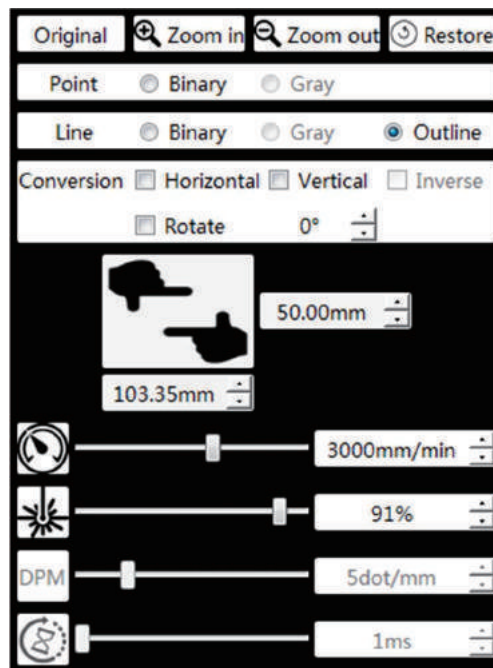 Original Zoom in Zoom out Restore
Point Binary Gray
Line Binary Gray Outline
Conversion Horizontal Vertical Inverse
Rotate 0°
50.00mm
103.35mm
3000mm/min
91%
DPM 5dot/mm
1ms